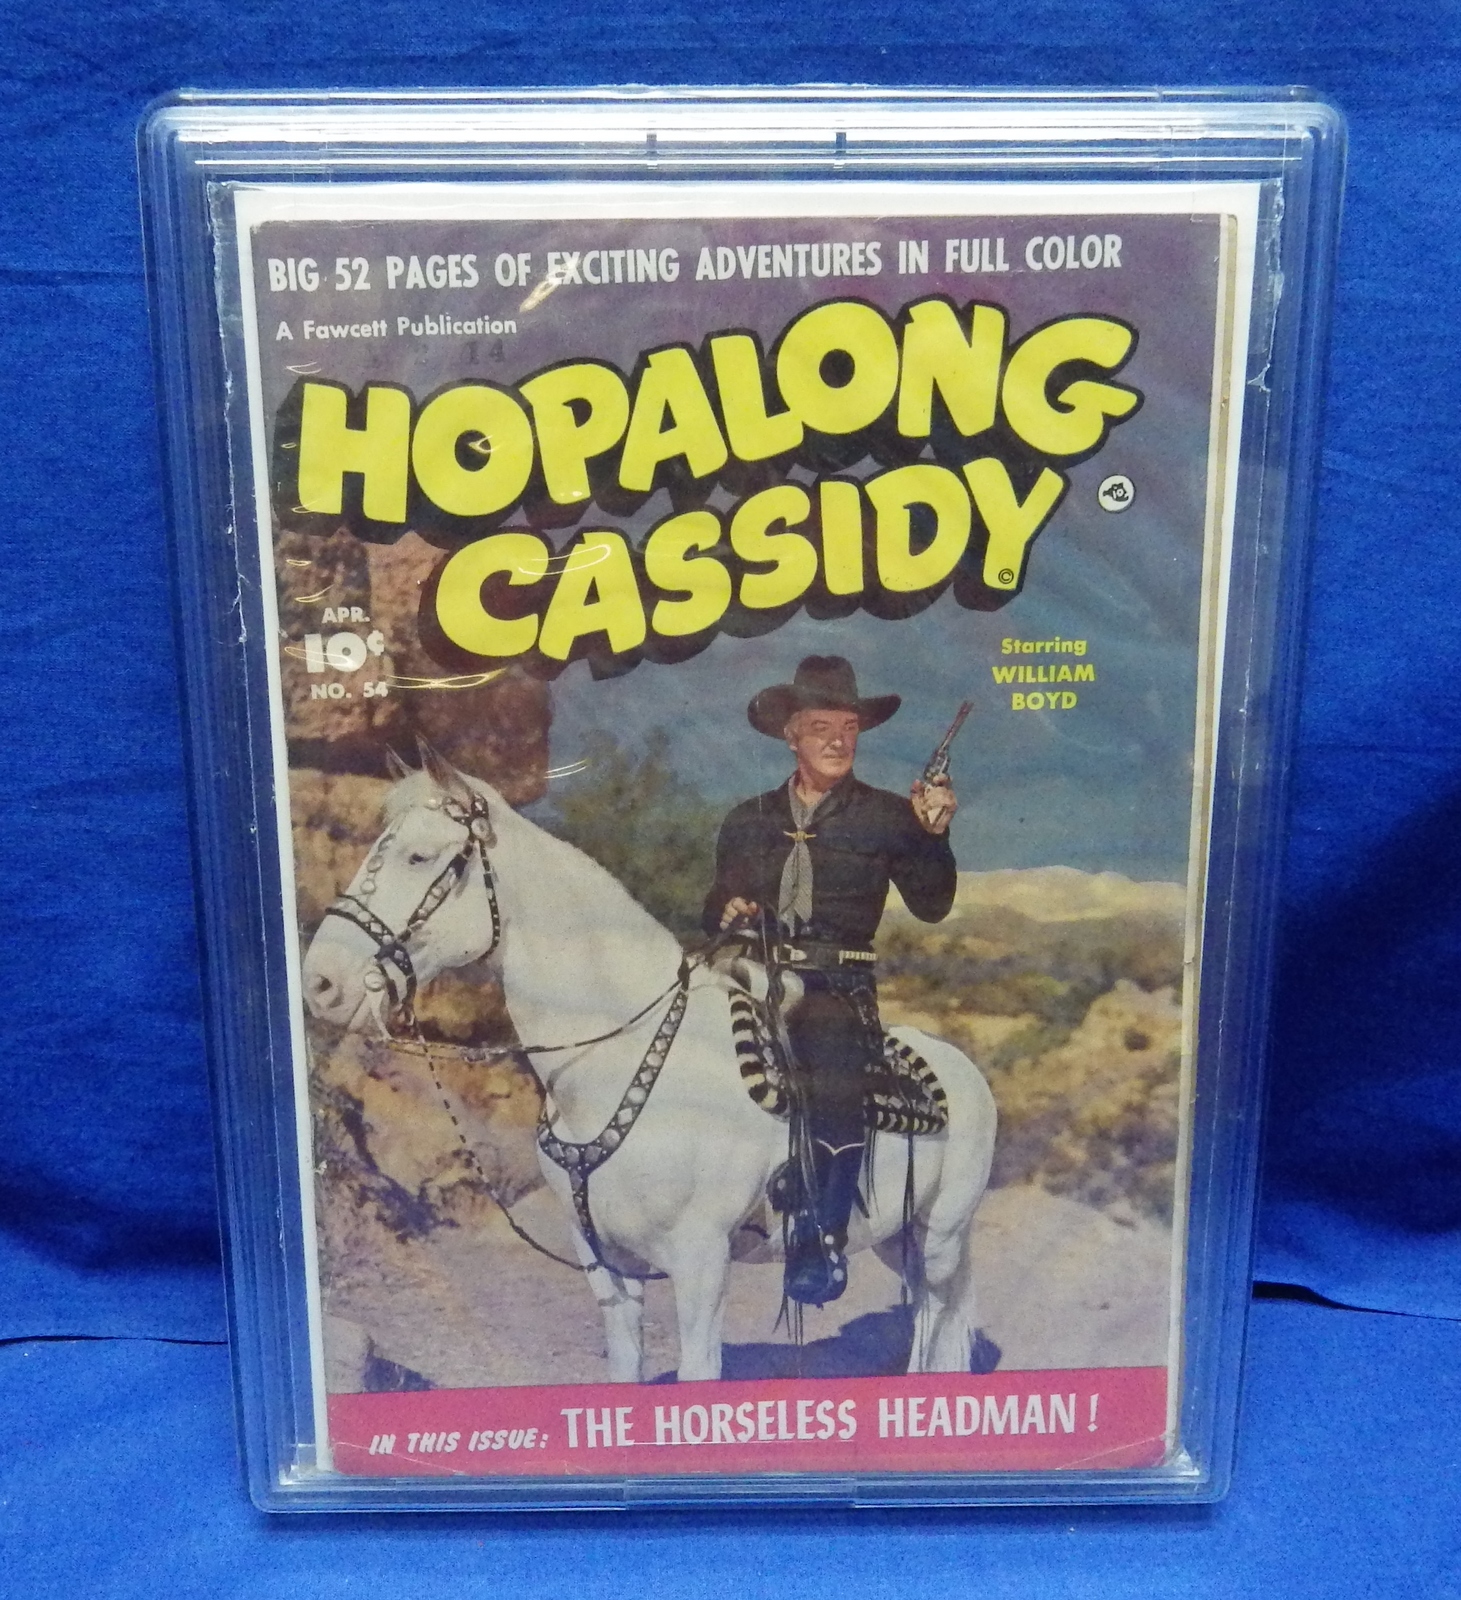 BIG 52 PAGES OF EXCITING ADVENTURES IN FULL COLOR
A Fawcett Publication
14
HOPALONG
CASSIDY
©
APR.
10¢
NO. 54
Starring
WILLIAM
BOYD
IN THIS ISSUE: THE HORSELESS HEADMAN!